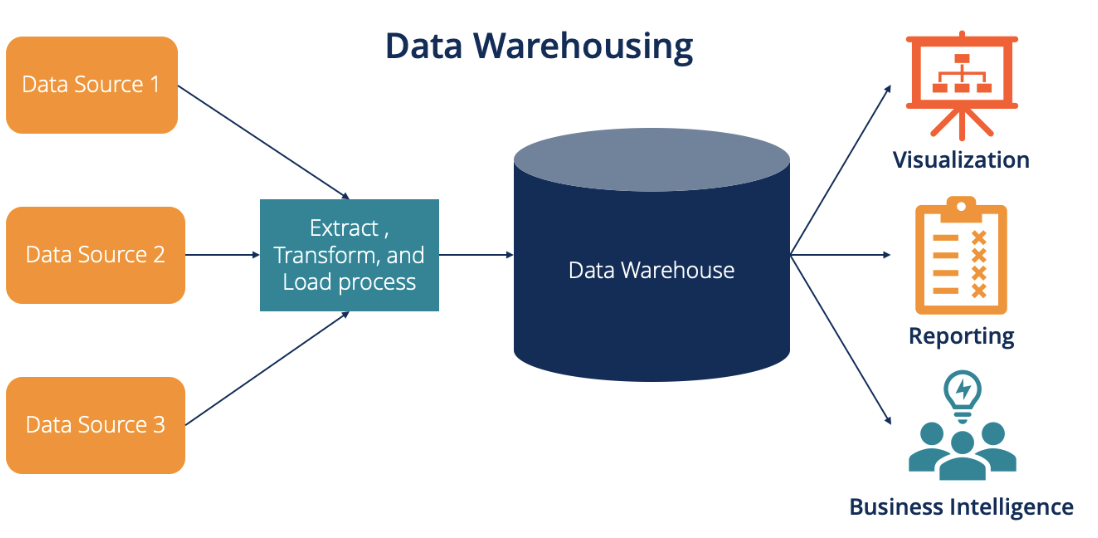 Data Warehousing
Data Source 1
Data Source 2
Data Source 3
Extract ,
Transform, and
Load process
Data Warehouse
Visualization
Reporting
Business Intelligence